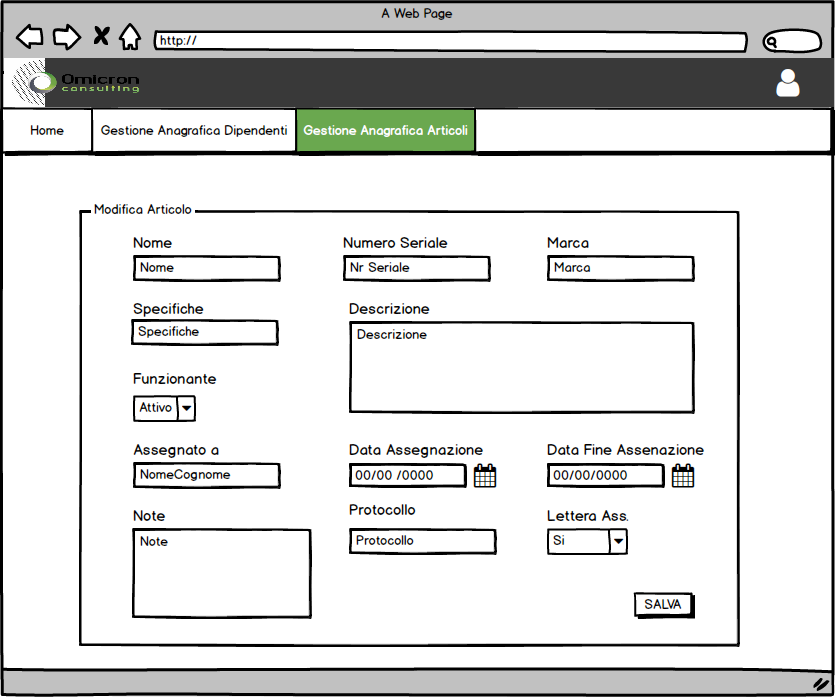 A Web Page
http://
Omicron
consulting
Home
Gestione Anagrafica Dipendenti
Gestione Anagrafica Articoli
Modifica Articolo
Nome
Numero Seriale
Marca
Nome
Nr Seriale
Marca
Specifiche
Descrizione
Specifiche
Descrizione
Funzionante
Attivo
Assegnato a
Data Assegnazione
Data Fine Assenazione
NomeCognome
00/00 /0000
00/00/0000
Note
Protocollo
Lettera Ass.
Note
Protocollo
Si
SALVA